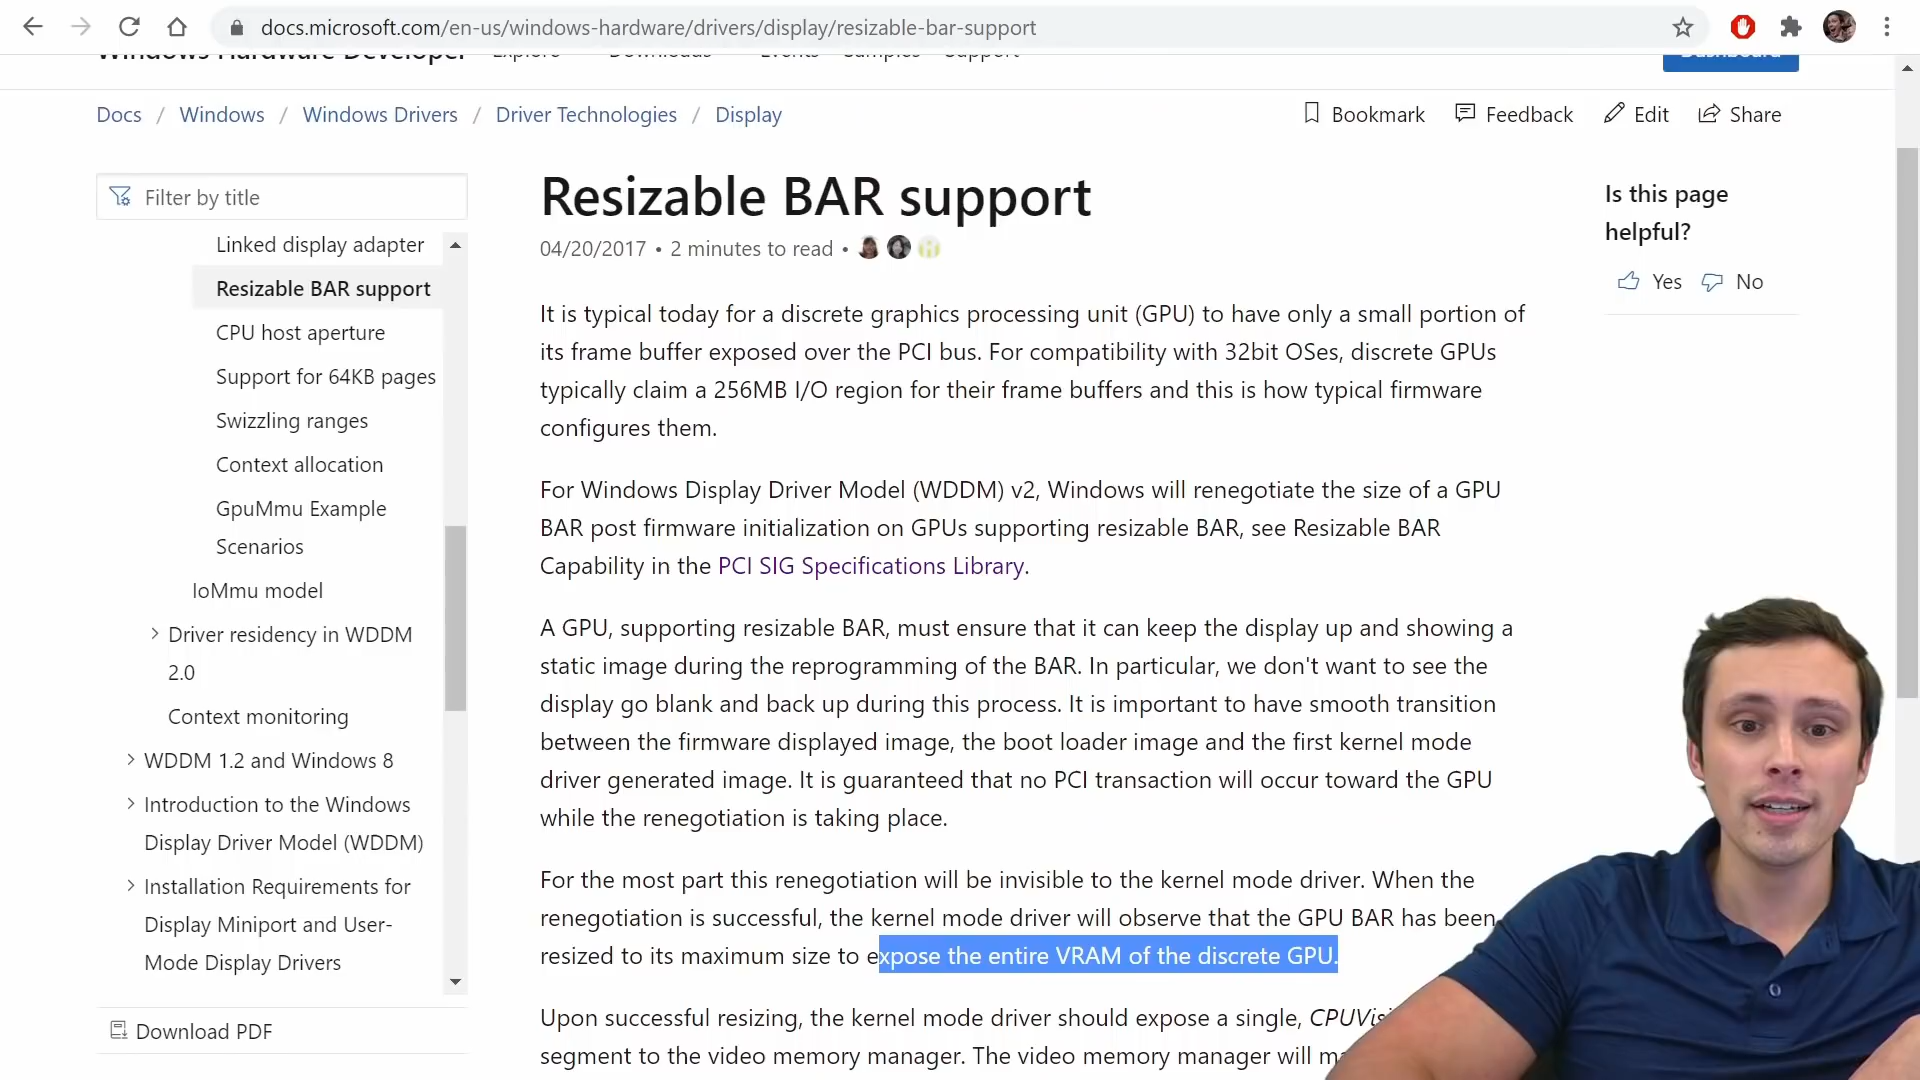 docs.microsoft.com/en-us/windows-hardware/drivers/display/resizable-bar-support
Windows Hardware Developer Explore Downloads Events Samples Support Dashboard
Docs / Windows / Windows Drivers / Driver Technologies / Display
Bookmark Feedback Edit Share
Filter by title
Linked display adapter
Resizable BAR support
CPU host aperture
Support for 64KB pages
Swizzling ranges
Context allocation
GpuMmu Example
Scenarios
IoMmu model
Driver residency in WDDM
2.0
Context monitoring
WDDM 1.2 and Windows 8
Introduction to the Windows
Display Driver Model (WDDM)
Installation Requirements for
Display Miniport and User-
Mode Display Drivers
Download PDF
Resizable BAR support
04/20/2017 • 2 minutes to read •
It is typical today for a discrete graphics processing unit (GPU) to have only a small portion of
its frame buffer exposed over the PCI bus. For compatibility with 32bit OSes, discrete GPUs
typically claim a 256MB I/O region for their frame buffers and this is how typical firmware
configures them.
For Windows Display Driver Model (WDDM) v2, Windows will renegotiate the size of a GPU
BAR post firmware initialization on GPUs supporting resizable BAR, see Resizable BAR
Capability in the PCI SIG Specifications Library.
A GPU, supporting resizable BAR, must ensure that it can keep the display up and showing a
static image during the reprogramming of the BAR. In particular, we don't want to see the
display go blank and back up during this process. It is important to have smooth transition
between the firmware displayed image, the boot loader image and the first kernel mode
driver generated image. It is guaranteed that no PCI transaction will occur toward the GPU
while the renegotiation is taking place.
For the most part this renegotiation will be invisible to the kernel mode driver. When the
renegotiation is successful, the kernel mode driver will observe that the GPU BAR has been
resized to its maximum size to expose the entire VRAM of the discrete GPU.
Upon successful resizing, the kernel mode driver should expose a single,
segment to the video memory manager. The video memory manager will
Is this page
helpful?
Yes No